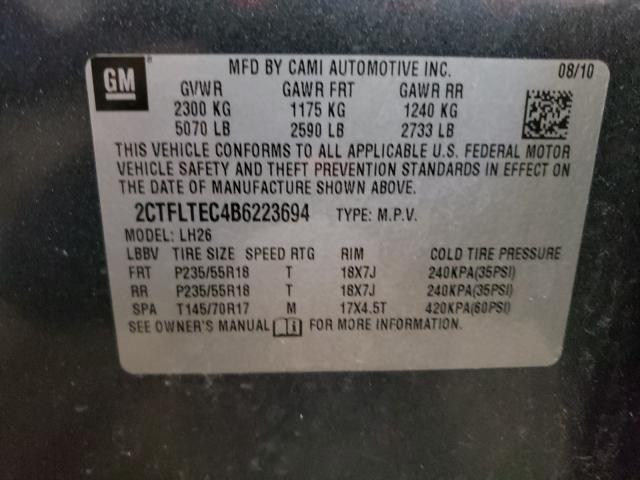 GM
MFD BY CAMI AUTOMOTIVE INC. 08/10
GVWR GAWR FRT GAWR RR
2300 KG 1175 KG 1240 KG
5070 LB 2590 LB 2733 LB
THIS VEHICLE CONFORMS TO ALL APPLICABLE U.S. FEDERAL MOTOR
VEHICLE SAFETY AND THEFT PREVENTION STANDARDS IN EFFECT ON THE
DATE OF MANUFACTURE SHOWN ABOVE.
2CTFLTEC4B6223694 TYPE: M.P.V.
MODEL: LH26
LBBV TIRE SIZE SPEED RTG RIM COLD TIRE PRESSURE
FRT P235/55R18 T 18X7J 240KPA(35PSI)
RR P235/55R18 T 18X7J 240KPA(35PSI)
SPA T145/70R17 M 17X4.5T 420KPA(60PSI)
SEE OWNER'S MANUAL FOR MORE INFORMATION.